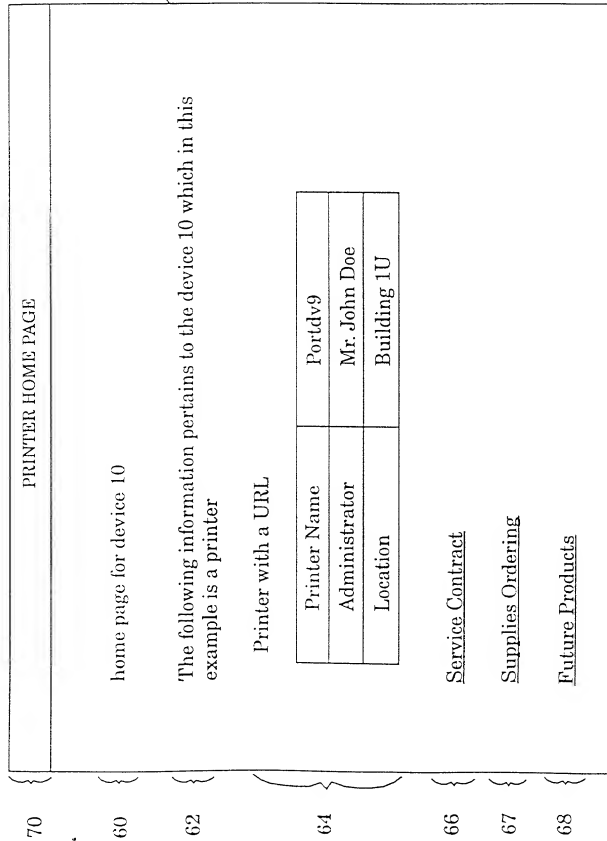 70 PRINTER HOME PAGE
60 home page for device 10
62 The following information pertains to the device 10 which in this
example is a printer
64 Printer with a URL
Printer Name Portdv9
Administrator Mr. John Doe
Location Building 1U
66 Service Contract
67 Supplies Ordering
68 Future Products